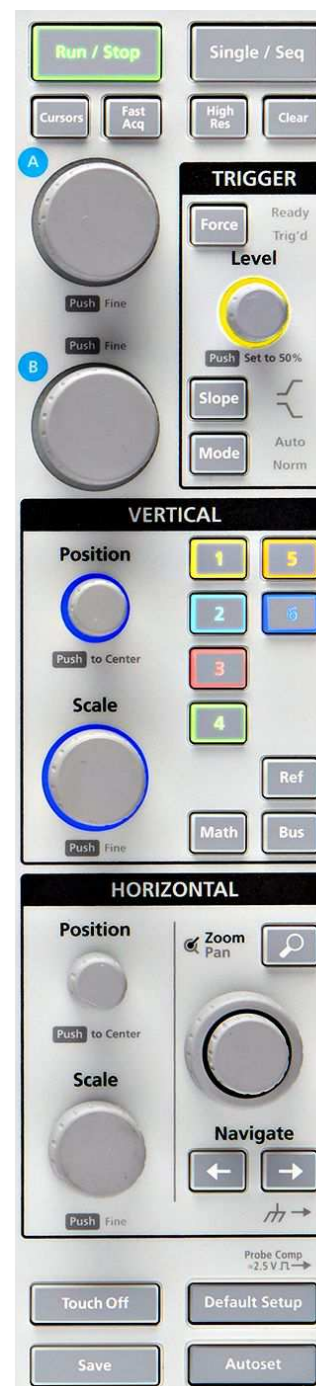 Run / Stop
Single / Seq
Cursors
Fast
Acq
High
Res
Clear
A
Push Fine
Push Fine
B
TRIGGER
Force
Ready
Trig'd
Level
Push Set to 50%
Slope
Mode
Auto
Norm
VERTICAL
Position
Push to Center
Scale
Push Fine
1
5
2
6
3
4
Ref
Math
Bus
HORIZONTAL
Position
Push to Center
Scale
Push Fine
Zoom
Pan
Navigate
Probe Comp
≈2.5 V
Touch Off
Default Setup
Save
Autoset